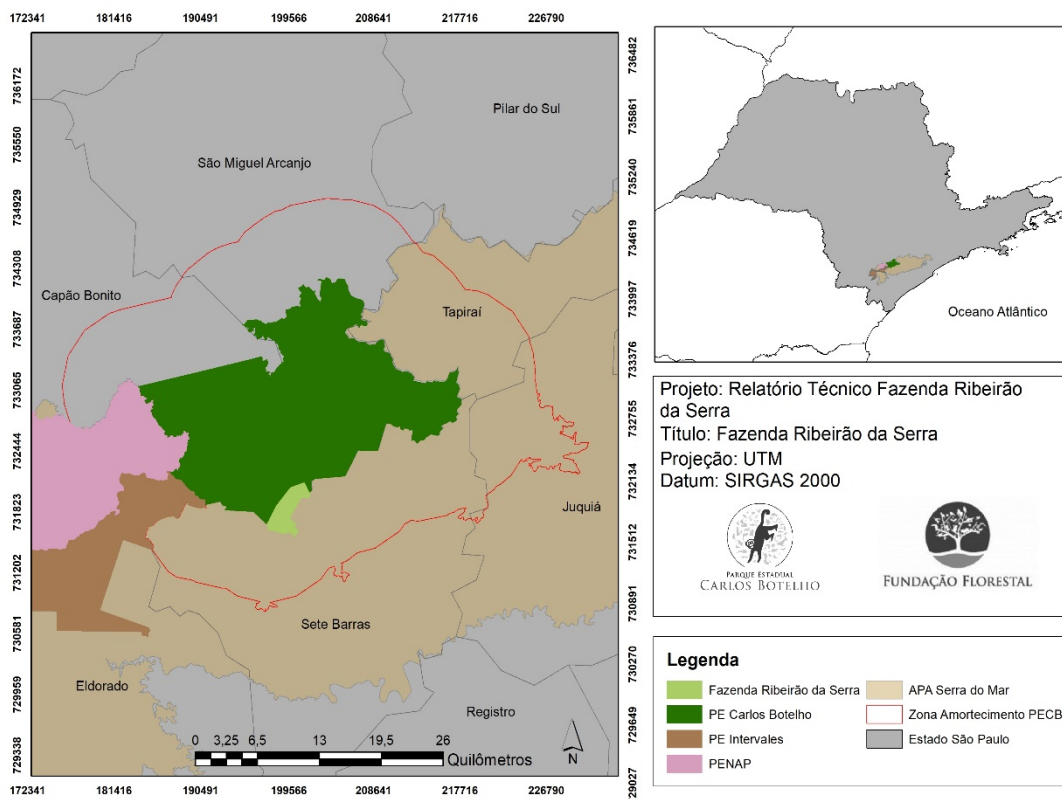 172341 181416 190491 199566 208641 217716 226790
736172
735550
734929
734308
733687
733065
732444
731823
731202
730581
729959
729338
Pilar do Sul
São Miguel Arcanjo
Capão Bonito
Tapiraí
Juquiá
Sete Barras
Eldorado
Registro
0 3,25 6,5 13 19,5 26
Quilômetros
N
172341 181416 190491 199566 208641 217716 226790
736482
735861
735240
734619
733997
733376
732755
732134
731512
730891
730270
729649
29027
Oceano Atlântico
Projeto: Relatório Técnico Fazenda Ribeirão
da Serra
Título: Fazenda Ribeirão da Serra
Projeção: UTM
Datum: SIRGAS 2000
PARQUE ESTADUAL
CARLOS BOTELHO
FUNDAÇÃO FLORESTAL
Legenda
Fazenda Ribeirão da Serra
PE Carlos Botelho
PE Intervales
PENAP
APA Serra do Mar
Zona Amortecimento PECB
Estado São Paulo